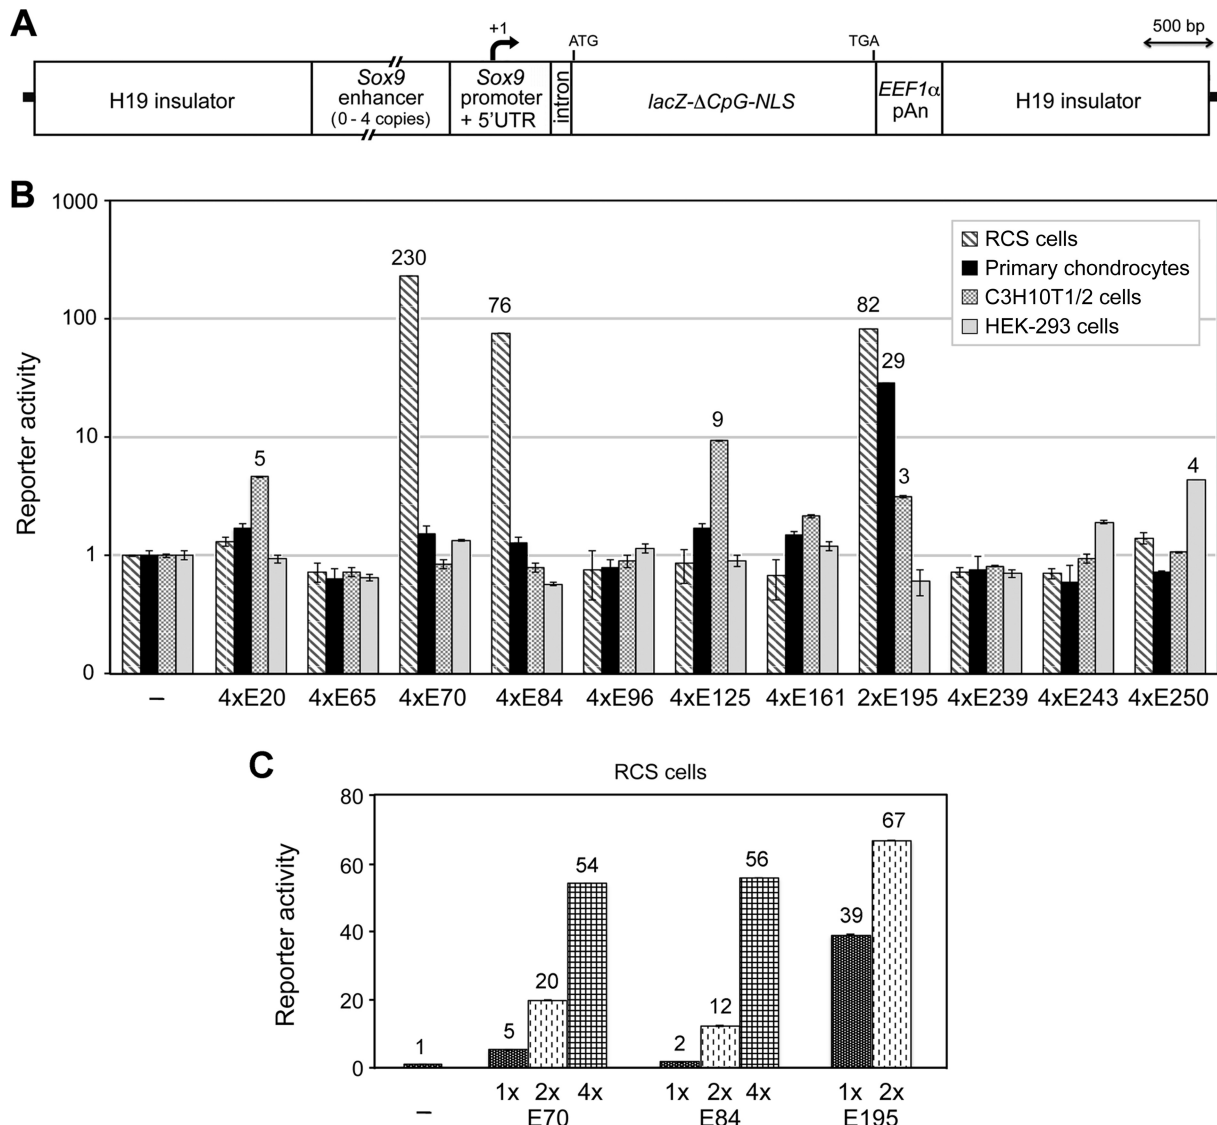 A
+1
ATG
TGA
500 bp
H19 insulator
Sox9
enhancer
(0 - 4 copies)
Sox9
promoter
+ 5’UTR
intron
lacZ-ΔCpG-NLS
EEF1α
pAn
H19 insulator
B
Reporter activity
1000
100
10
1
0
RCS cells
Primary chondrocytes
C3H10T1/2 cells
HEK-293 cells
5
230
76
9
82
29
3
4
– 4xE20 4xE65 4xE70 4xE84 4xE96 4xE125 4xE161 2xE195 4xE239 4xE243 4xE250
C
RCS cells
Reporter activity
80
60
40
20
0
1
5
20
54
2
12
56
39
67
1x 2x 4x 1x 2x 4x 1x 2x
– E70 E84 E195